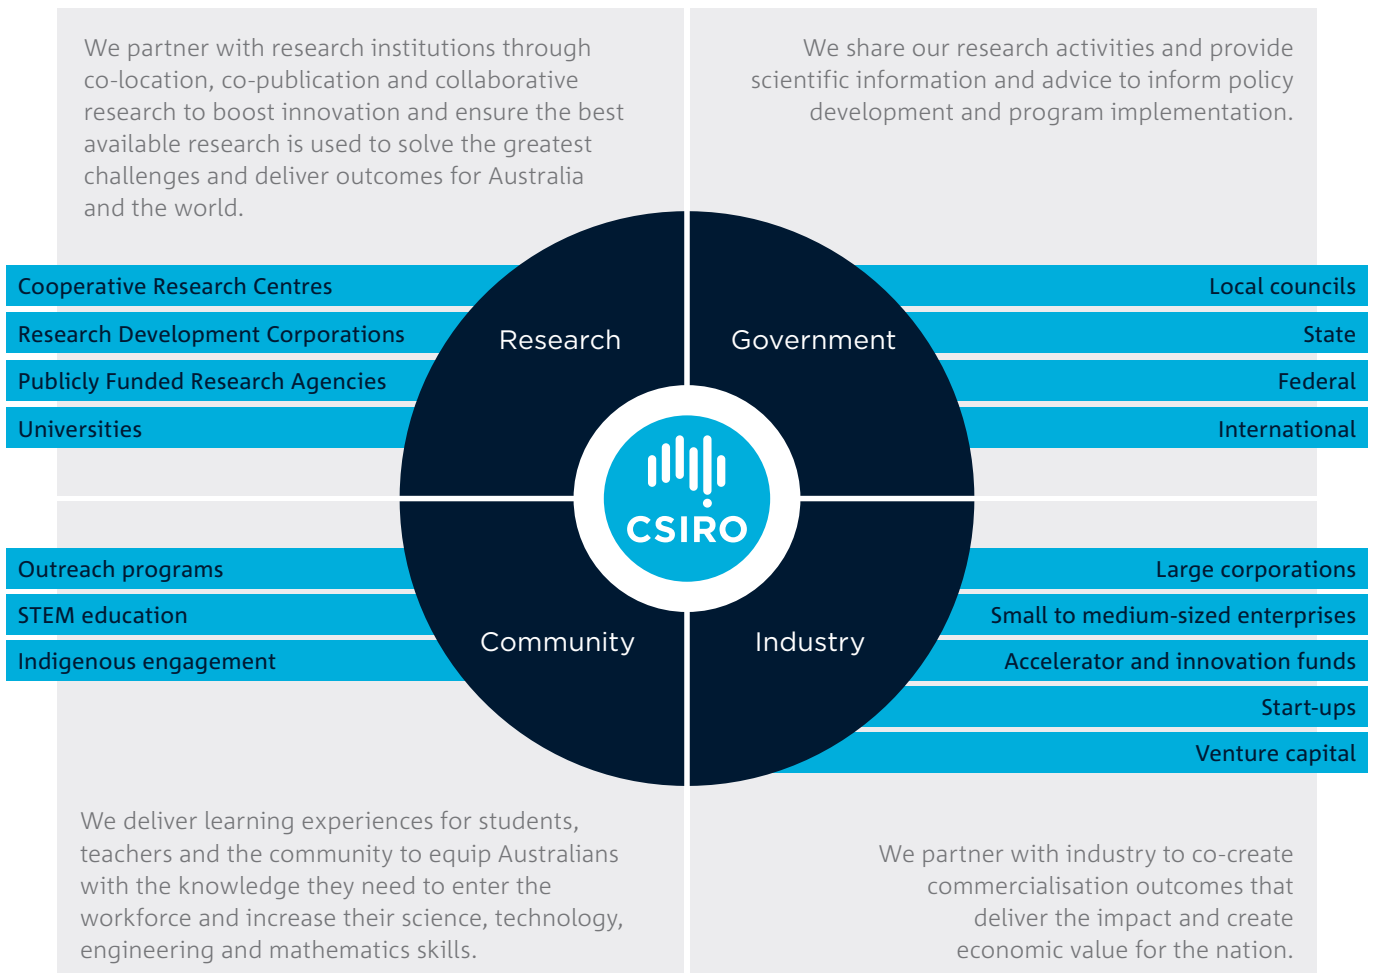 We partner with research institutions through
co-location, co-publication and collaborative
research to boost innovation and ensure the best
available research is used to solve the greatest
challenges and deliver outcomes for Australia
and the world.
We share our research activities and provide
scientific information and advice to inform policy
development and program implementation.
Cooperative Research Centres
Research Development Corporations
Publicly Funded Research Agencies
Universities
Research
Government
Local councils
State
Federal
International
CSIRO
Outreach programs
STEM education
Indigenous engagement
Community
Industry
Large corporations
Small to medium-sized enterprises
Accelerator and innovation funds
Start-ups
Venture capital
We deliver learning experiences for students,
teachers and the community to equip Australians
with the knowledge they need to enter the
workforce and increase their science, technology,
engineering and mathematics skills.
We partner with industry to co-create
commercialisation outcomes that
deliver the impact and create
economic value for the nation.